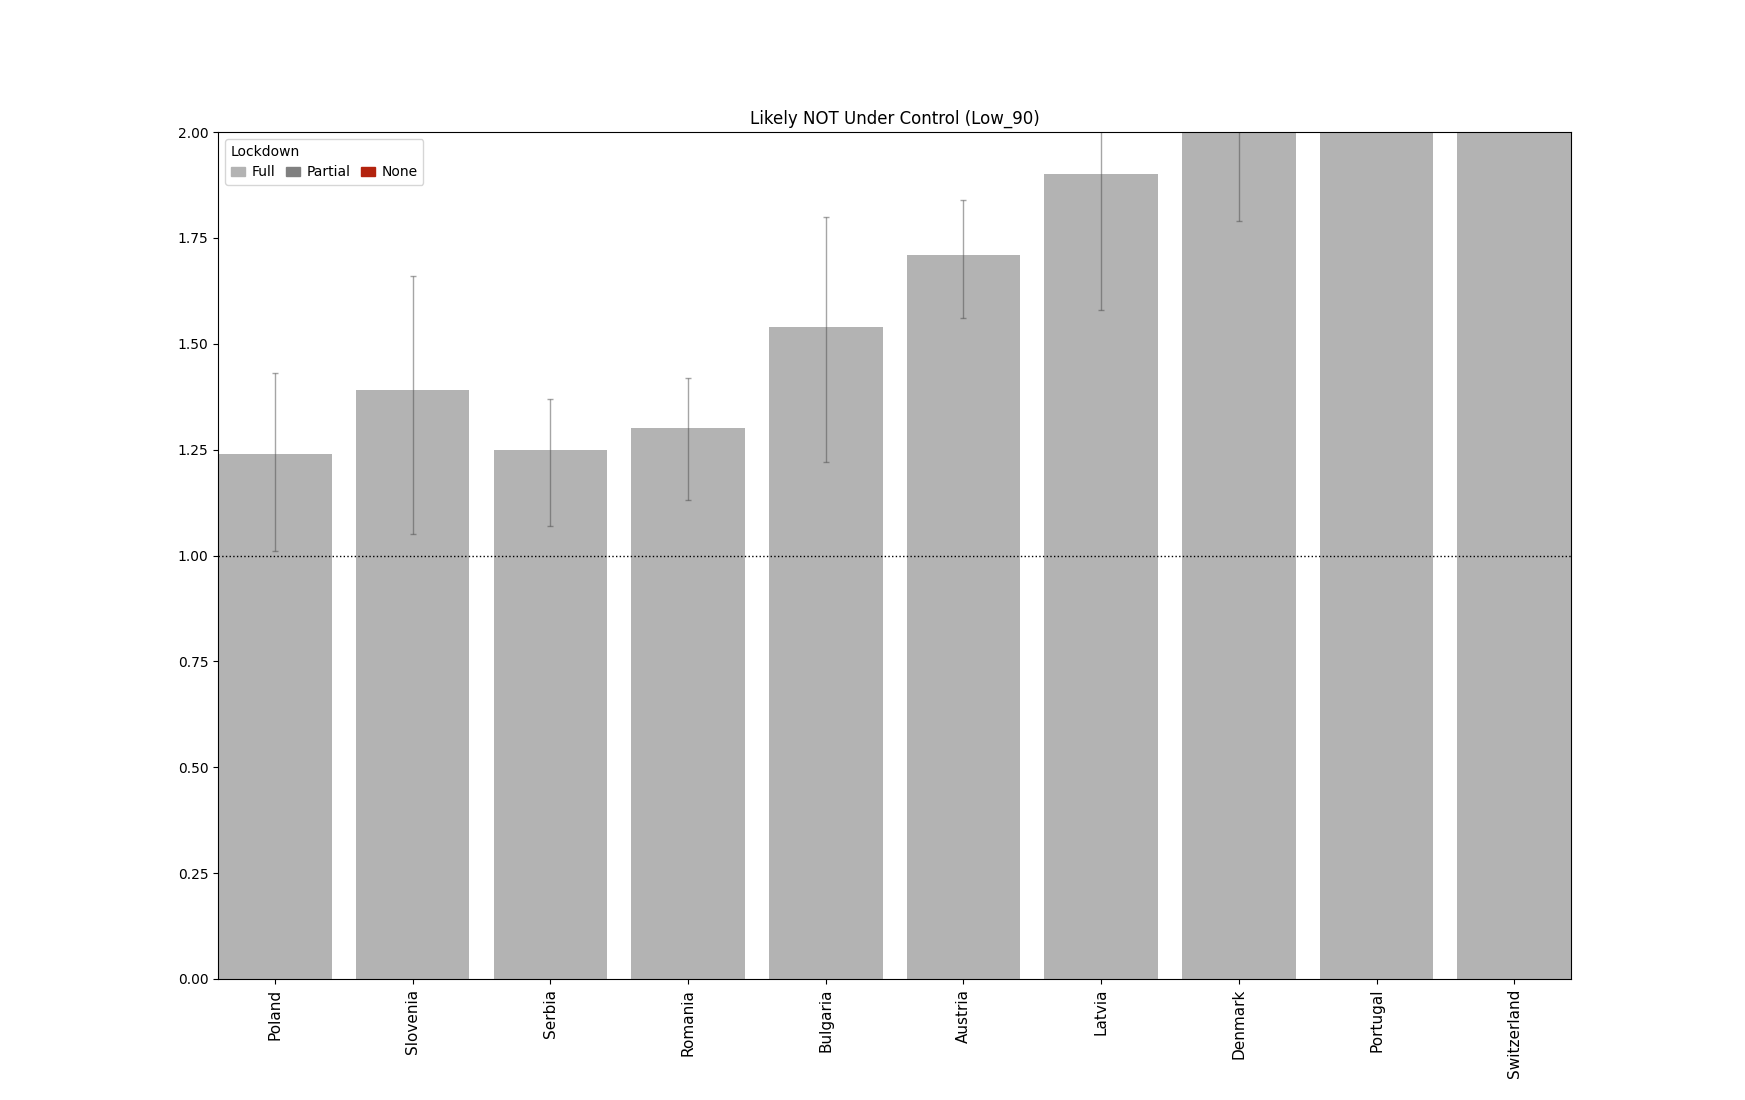 Likely NOT Under Control (Low_90)
Lockdown
Full Partial None
2.00
1.75
1.50
1.25
1.00
0.75
0.50
0.25
0.00
Poland
Slovenia
Serbia
Romania
Bulgaria
Austria
Latvia
Denmark
Portugal
Switzerland